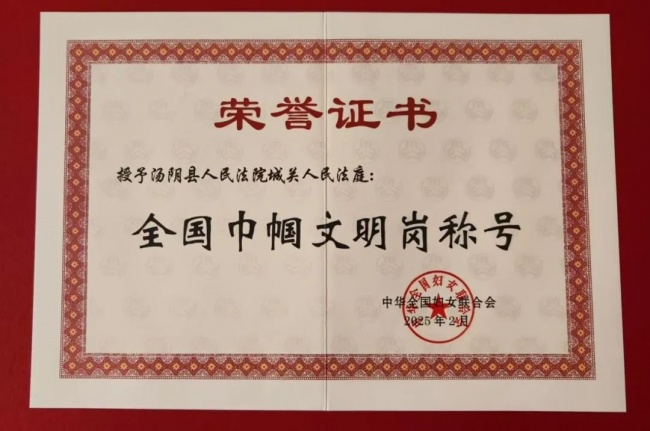 荣誉证书
授予汤阴县人民法院城关人民法庭：
全国巾帼文明岗称号
中华全国妇女联合会
2025年2月